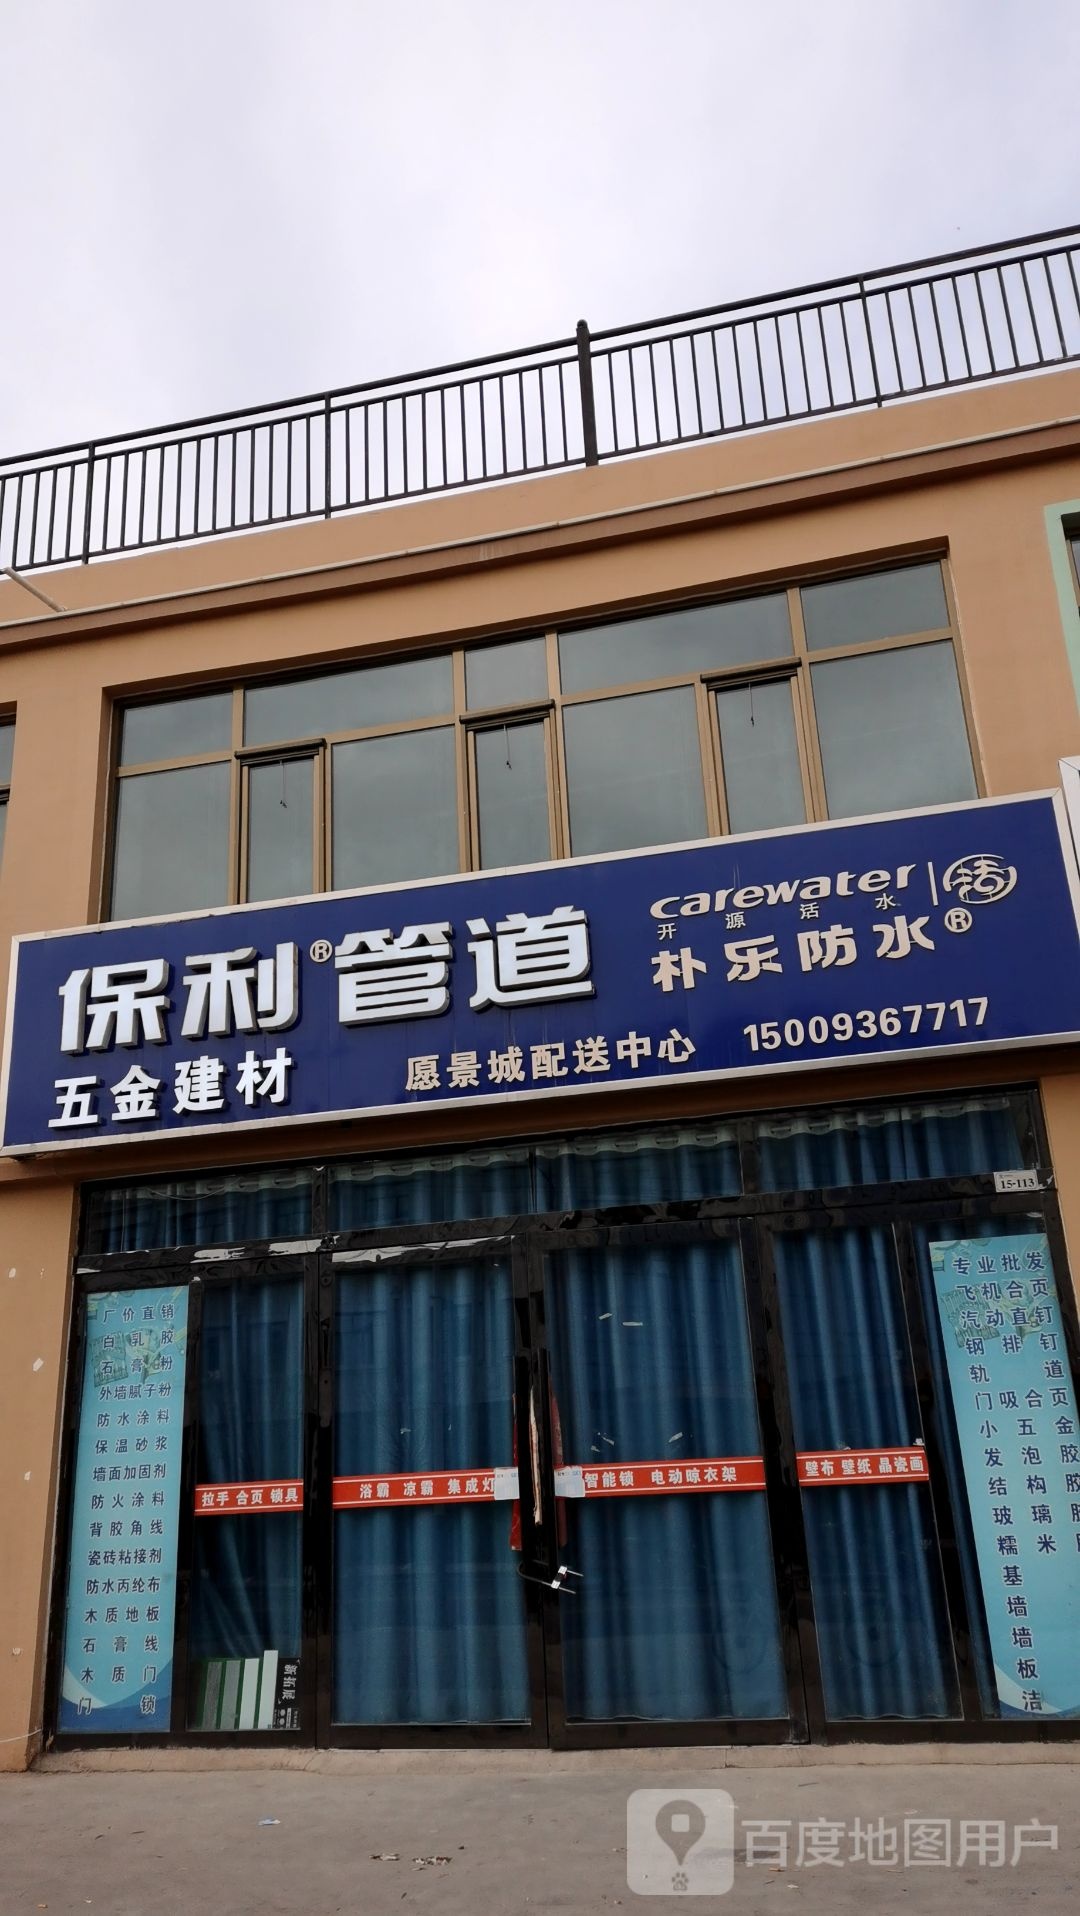 carewater 活
开源活水
保利®管道
朴乐防水®
五金建材
愿景城配送中心 15009367717
15-113
厂价直销
白乳胶
石膏粉
外墙腻子粉
防水涂料
保温砂浆
墙面加固剂
防火涂料
背胶角线
瓷砖粘接剂
防水丙纶布
木质地板
石膏线
木质门
门锁
拉手 合页 锁具
浴霸 凉霸 集成灯
智能锁 电动晾衣架
壁布 壁纸 晶瓷画
专业批发
飞机合页
汽动直钉
钢排钉
轨道
门吸合页
小五金
发泡胶
结构胶
玻璃胶
糯米
基
墙
墙
板
洁
新拓展
百度地图用户